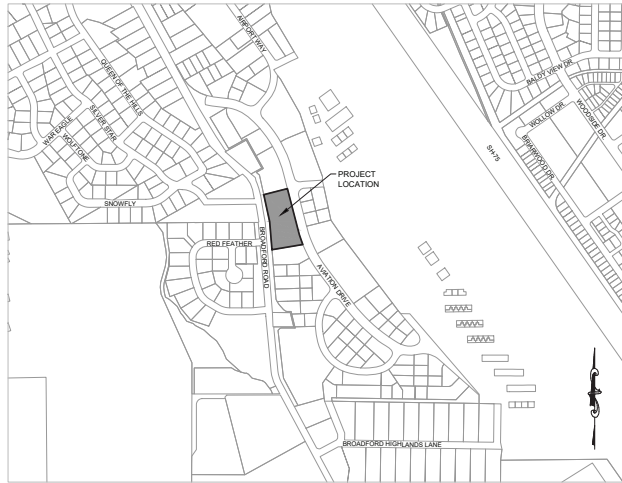 AIRPORT WAY
QUEEN OF THE HILLS
BALDY VIEW DR
SILVER STAR
WOODSIDE DR
WOLLOW DR
WAR EAGLE
WOLFTONE
BRIARWOOD DR
SH-75
PROJECT
LOCATION
SNOWFLY
RED FEATHER
BROADFORD ROAD
AVIATION DRIVE
BROADFORD HIGHLANDS LANE